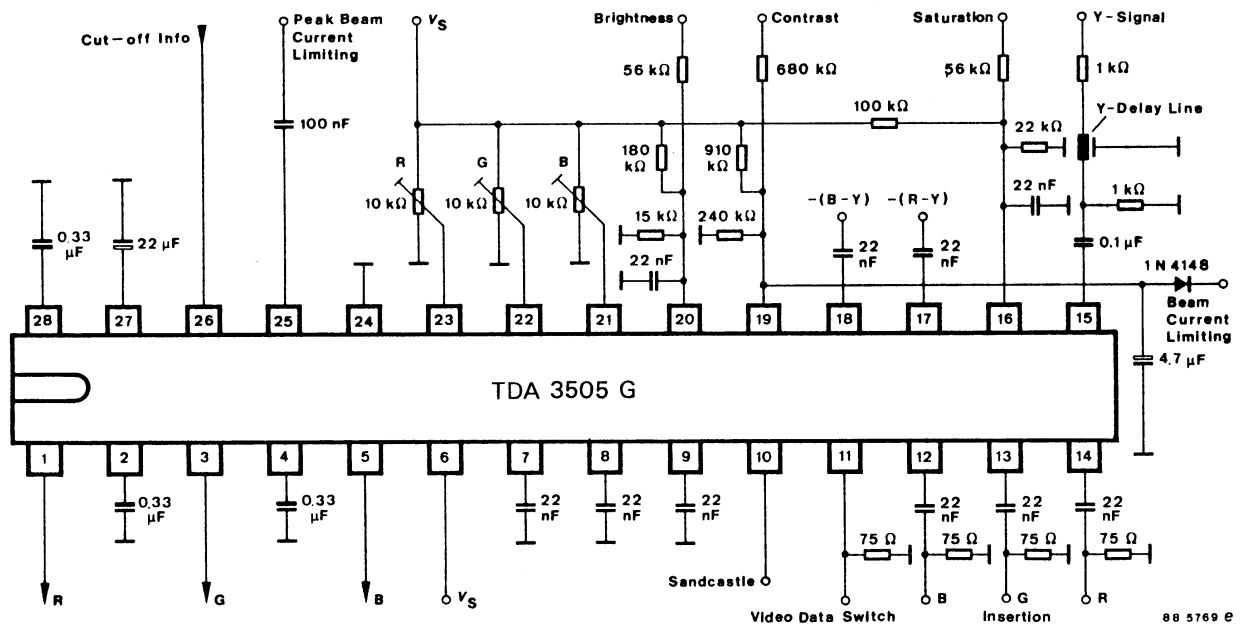 Cut-off Info
Peak Beam
Current
Limiting
VS
Brightness
Contrast
Saturation
Y-Signal
56 kΩ
680 kΩ
56 kΩ
1 kΩ
100 kΩ
Y-Delay Line
100 nF
180
kΩ
910
kΩ
22 kΩ
R
G
B
10 kΩ
10 kΩ
10 kΩ
22 nF
1 kΩ
-(B-Y)
-(R-Y)
15 kΩ
240 kΩ
0.33
µF
22 µF
22 nF
22
nF
22
nF
0.1 µF
1 N 4148
Beam
Current
Limiting
28 27 26 25 24 23 22 21 20 19 18 17 16 15
4.7 µF
TDA 3505 G
1 2 3 4 5 6 7 8 9 10 11 12 13 14
0.33
µF
0.33
µF
22
nF
22
nF
22
nF
22
nF
22
nF
22
nF
75 Ω
75 Ω
75 Ω
75 Ω
Sandcastle
R
G
B
VS
B
G
R
Video Data Switch
Insertion
88 5769 e